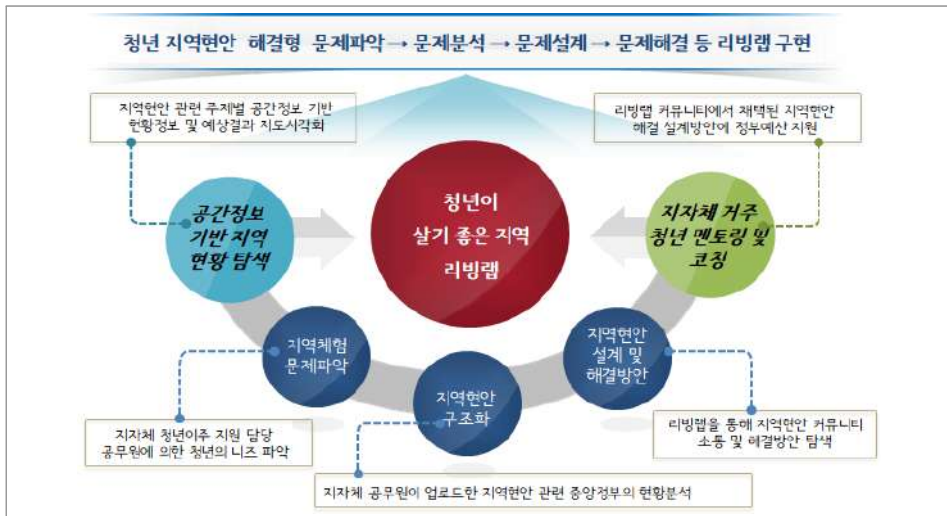 청년 지역현안 해결형 문제파악→ 문제분석→ 문제설계→ 문제해결 등 리빙랩 구현
지역현안 관련 주제별 공간정보 기반
현황정보 및 예상결과 지도시각회
리빙랩 커뮤니티에서 채택된 지역현안
해결 설계방안에 정부예산 지원
공간정보
기반 지역
현황 탐색
청년이
살기 좋은 지역
리빙랩
지자체 거주
청년 멘토링 및
코칭
지역체험
문제파악
지역현안
구조화
지역현안
설계 및
해결방안
지자체 청년이주 지원 담당
공무원에 의한 청년의 니즈 파악
리빙랩을 통해 지역현안 커뮤니티
소통 및 해결방안 탐색
지자체 공무원이 업로드한 지역현안 관련 중앙정부의 현황분석